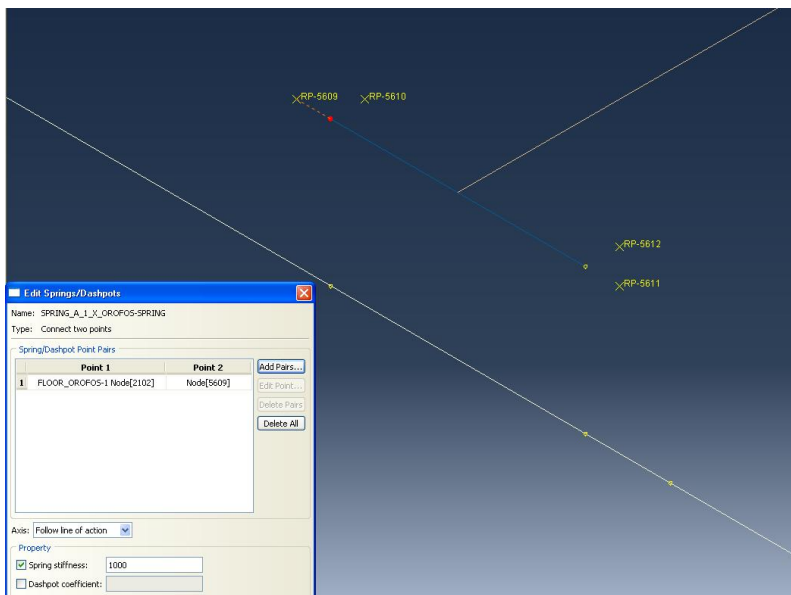 RP-5609
RP-5610
RP-5612
RP-5611
Edit Springs/Dashpots
Name: SPRING_A_1_X_OROFOS-SPRING
Type: Connect two points
Spring/Dashpot Point Pairs
Point 1 Point 2
1 FLOOR_OROFOS-1 Node[2102] Node[5609]
Add Pairs...
Edit Point...
Delete Pairs
Delete All
Axis: Follow line of action
Property
Spring stiffness: 1000
Dashpot coefficient: